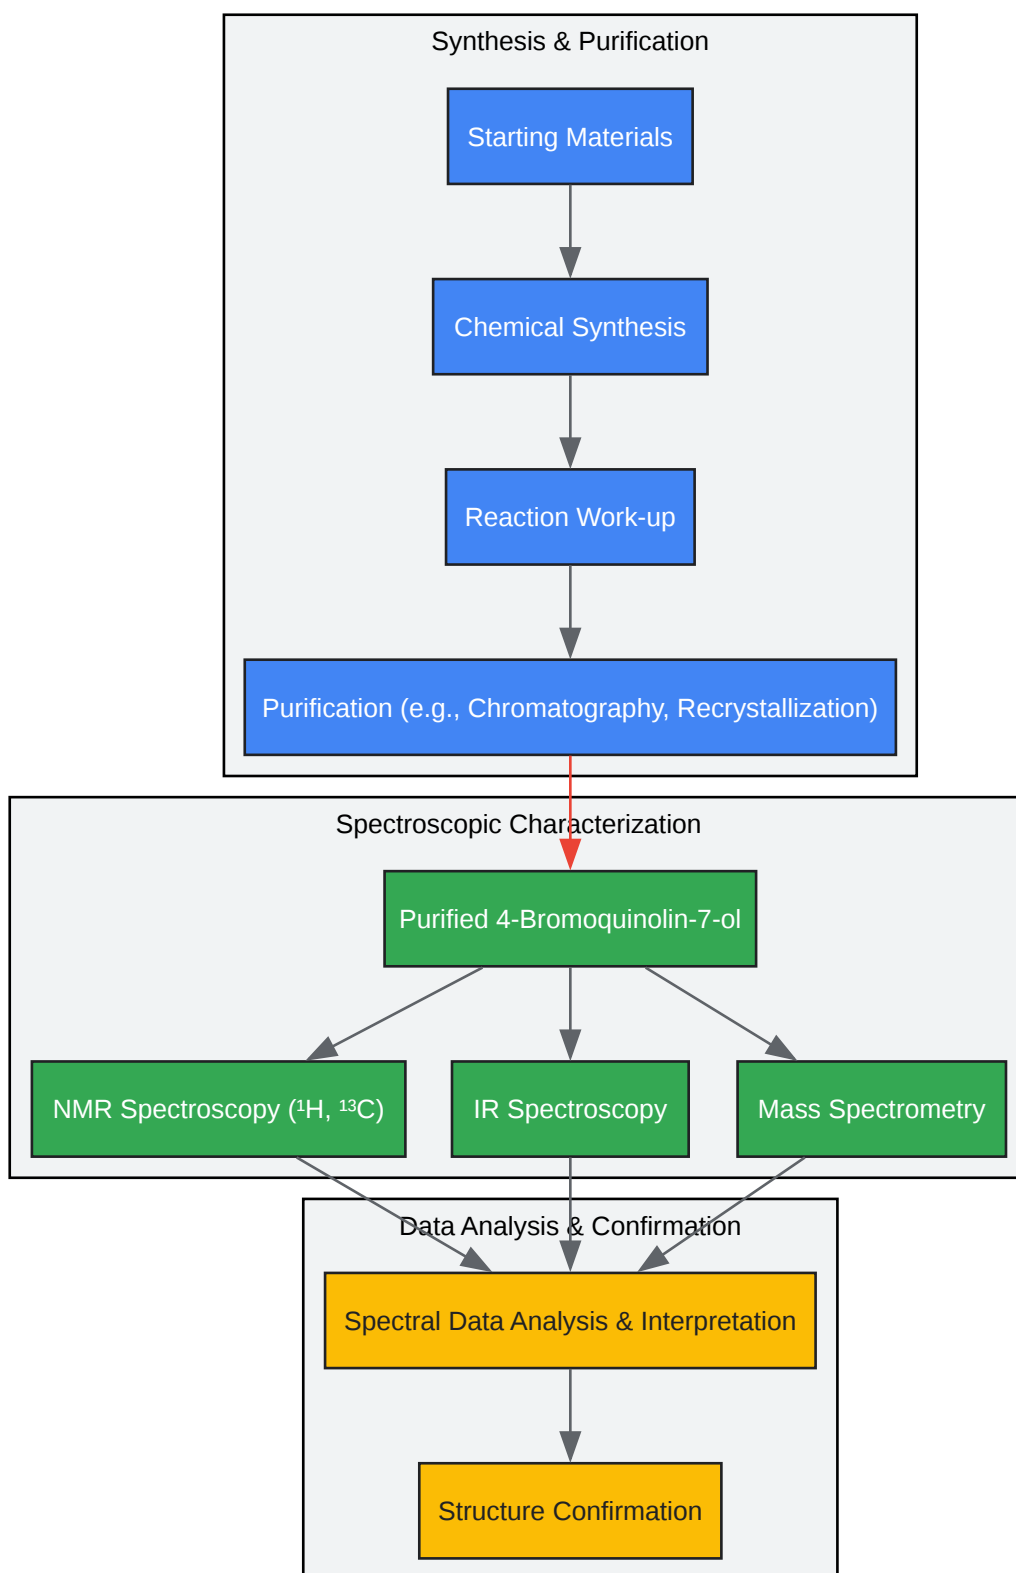 Synthesis & Purification
Starting Materials
Chemical Synthesis
Reaction Work-up
Purification (e.g., Chromatography, Recrystallization)
Spectroscopic Characterization
Purified 4-Bromoquinolin-7-ol
NMR Spectroscopy (¹H, ¹³C)
IR Spectroscopy
Mass Spectrometry
Data Analysis & Confirmation
Spectral Data Analysis & Interpretation
Structure Confirmation